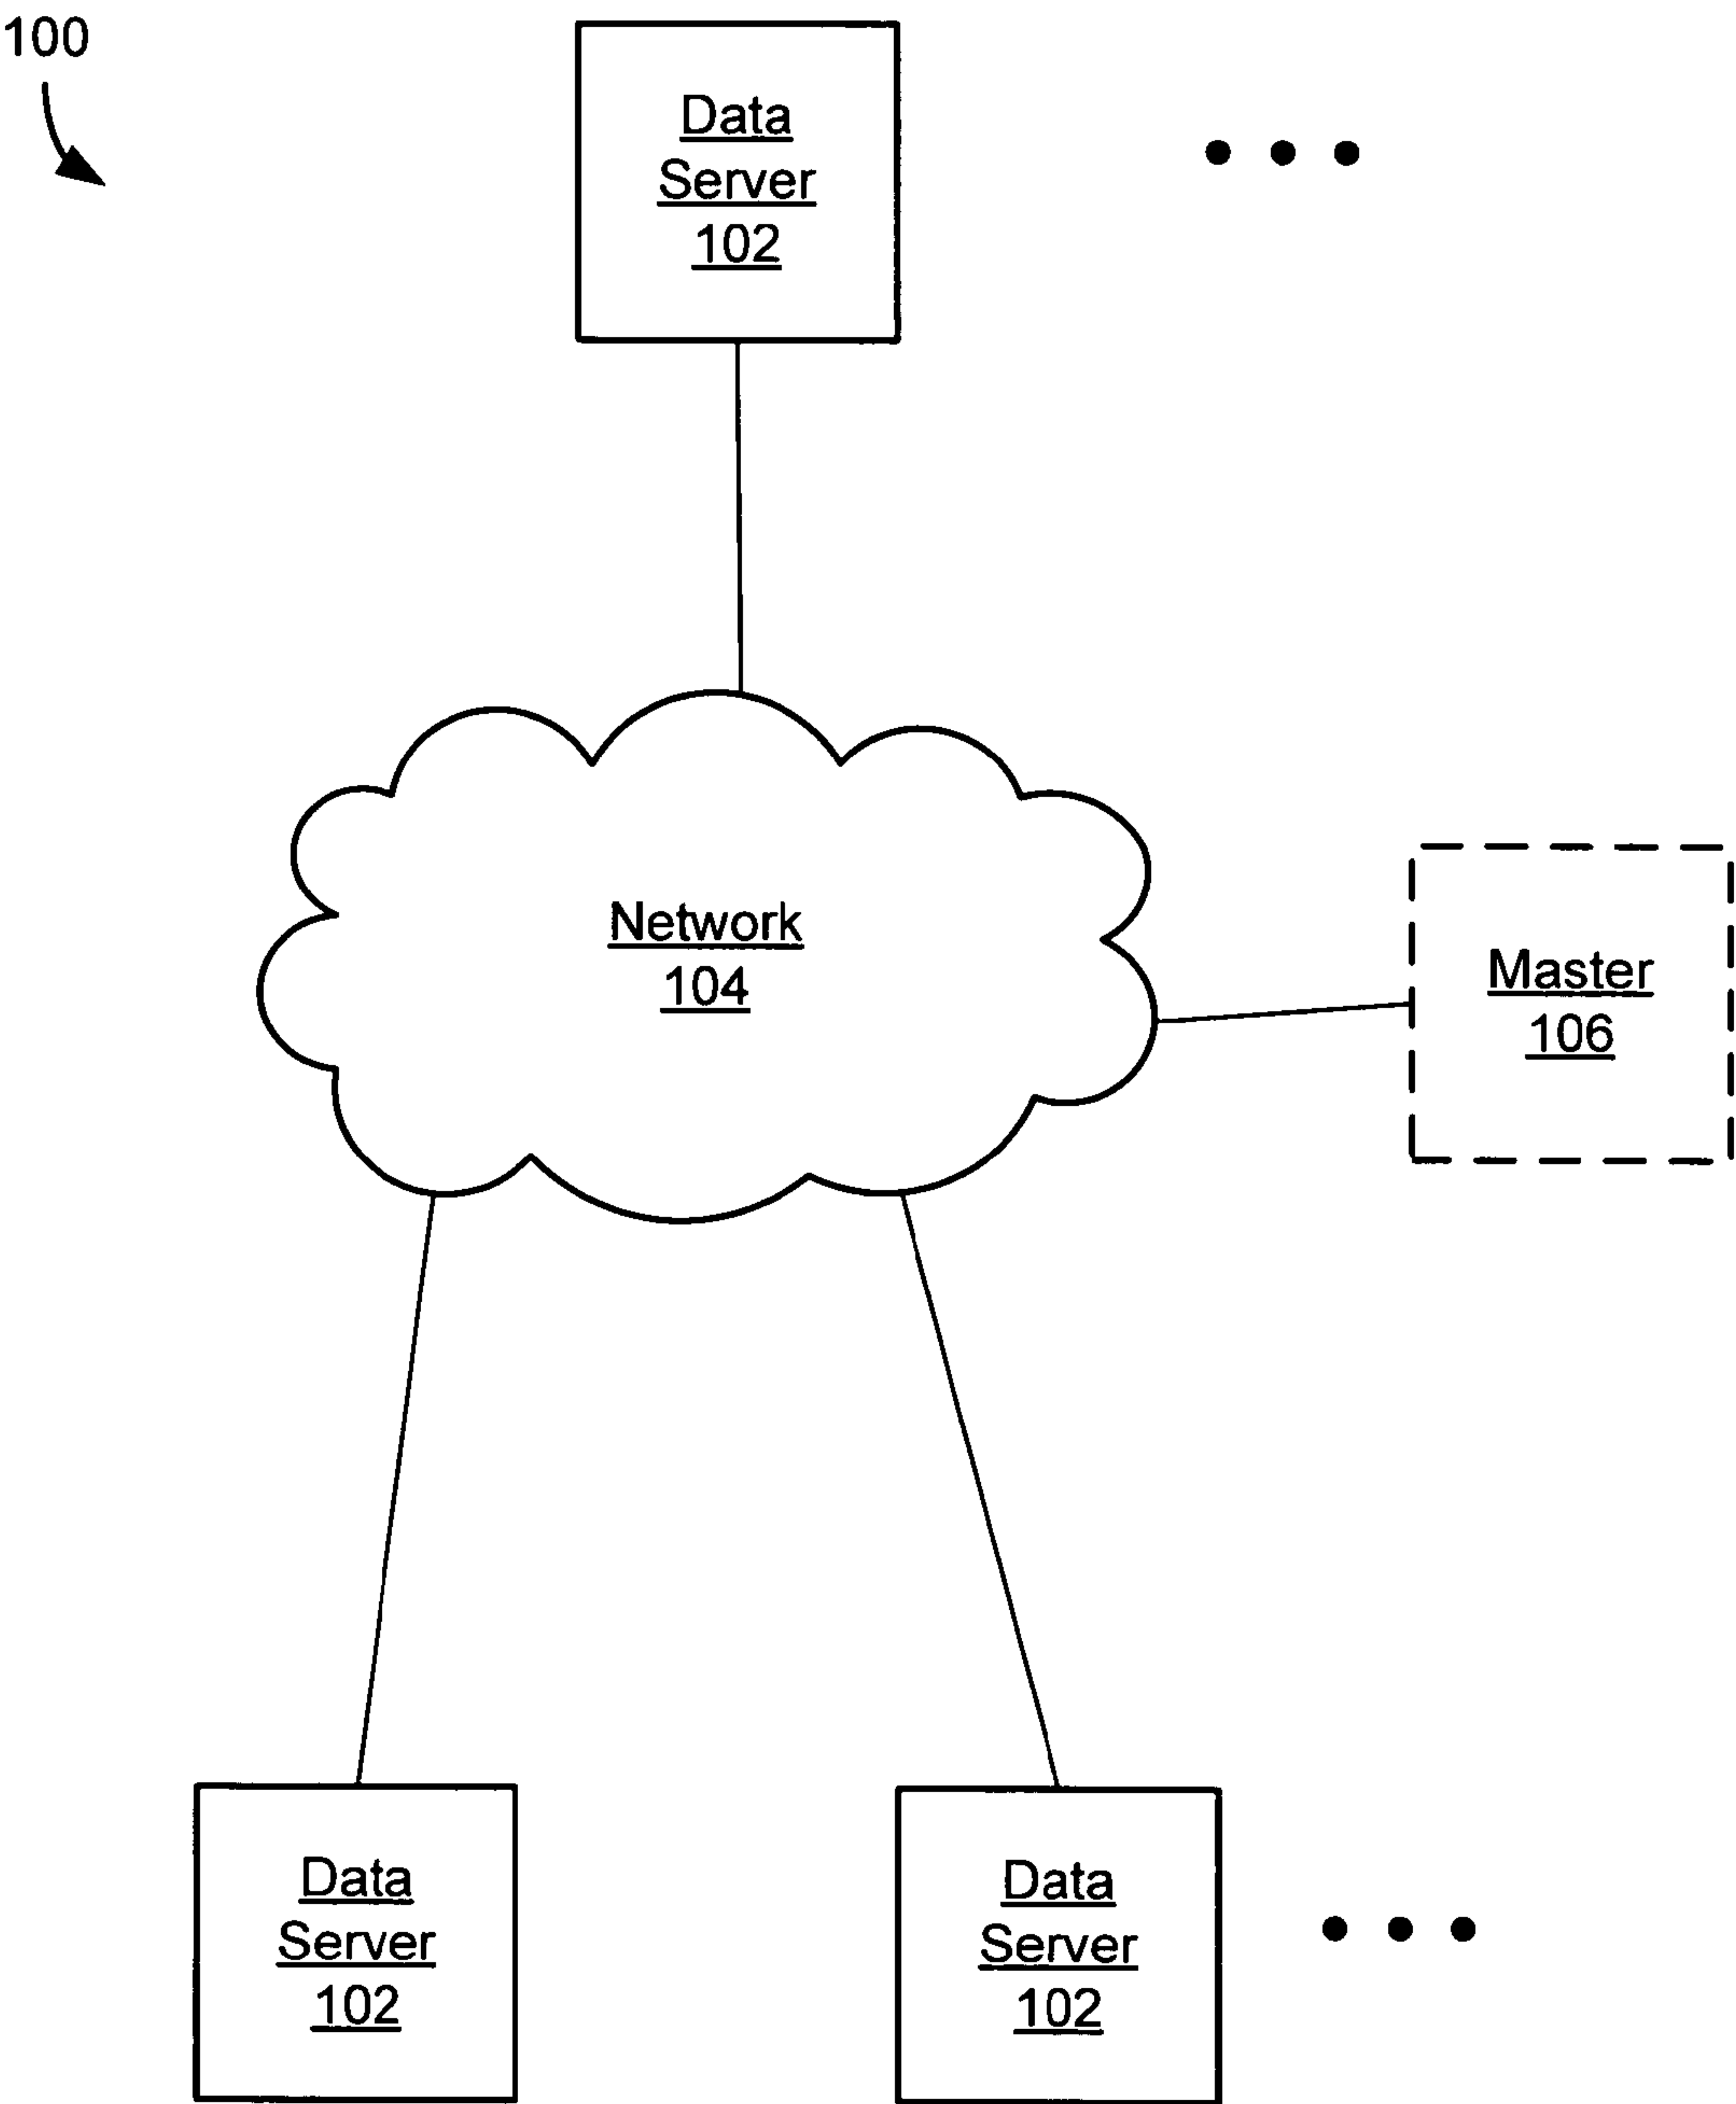 100
Data
Server
102
Network
104
Master
106
Data
Server
102
Data
Server
102